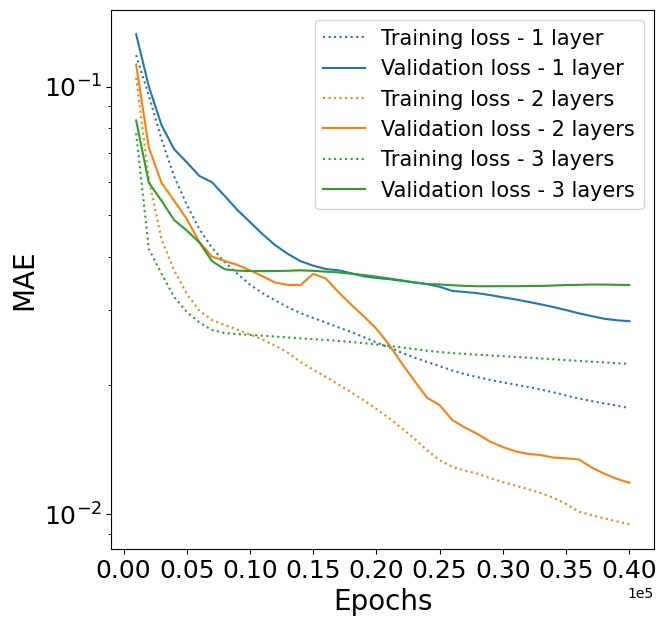 Training loss - 1 layer
Validation loss - 1 layer
Training loss - 2 layers
Validation loss - 2 layers
Training loss - 3 layers
Validation loss - 3 layers
10⁻¹
10⁻²
MAE
0.00 0.05 0.10 0.15 0.20 0.25 0.30 0.35 0.40
1e5
Epochs